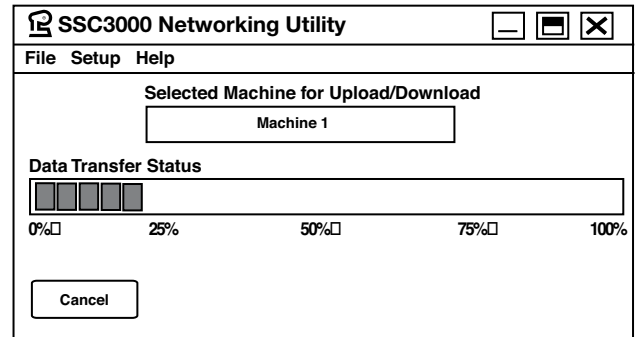 SSC3000 Networking Utility
File Setup Help
Selected Machine for Upload/Download
Machine 1
Data Transfer Status
0%□ 25% 50%□ 75%□ 100%
Cancel